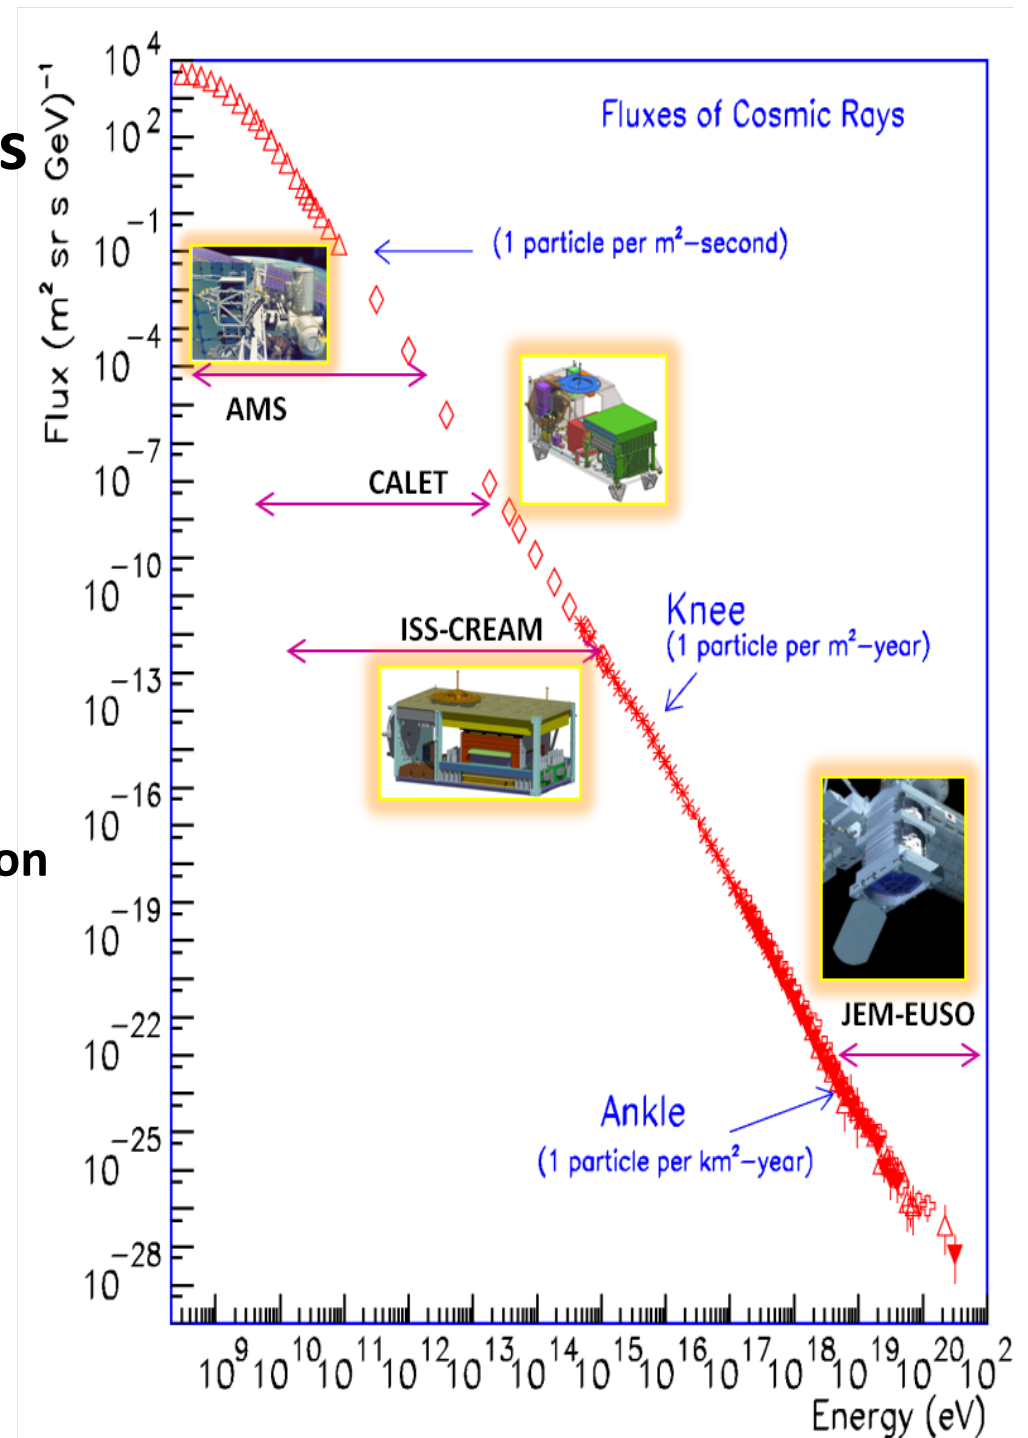 s
on
Fluxes of Cosmic Rays
Flux (m² sr s GeV)⁻¹
10⁴
10²
10⁻¹
10⁻⁴
10⁻⁷
10⁻¹⁰
10⁻¹³
10⁻¹⁶
10⁻¹⁹
10⁻²²
10⁻²⁵
10⁻²⁸
(1 particle per m²−second)
AMS
CALET
ISS-CREAM
Knee
(1 particle per m²−year)
JEM-EUSO
Ankle
(1 particle per km²−year)
10⁹ 10¹⁰ 10¹¹ 10¹² 10¹³ 10¹⁴ 10¹⁵ 10¹⁶ 10¹⁷ 10¹⁸ 10¹⁹ 10²⁰ 10²
Energy (eV)